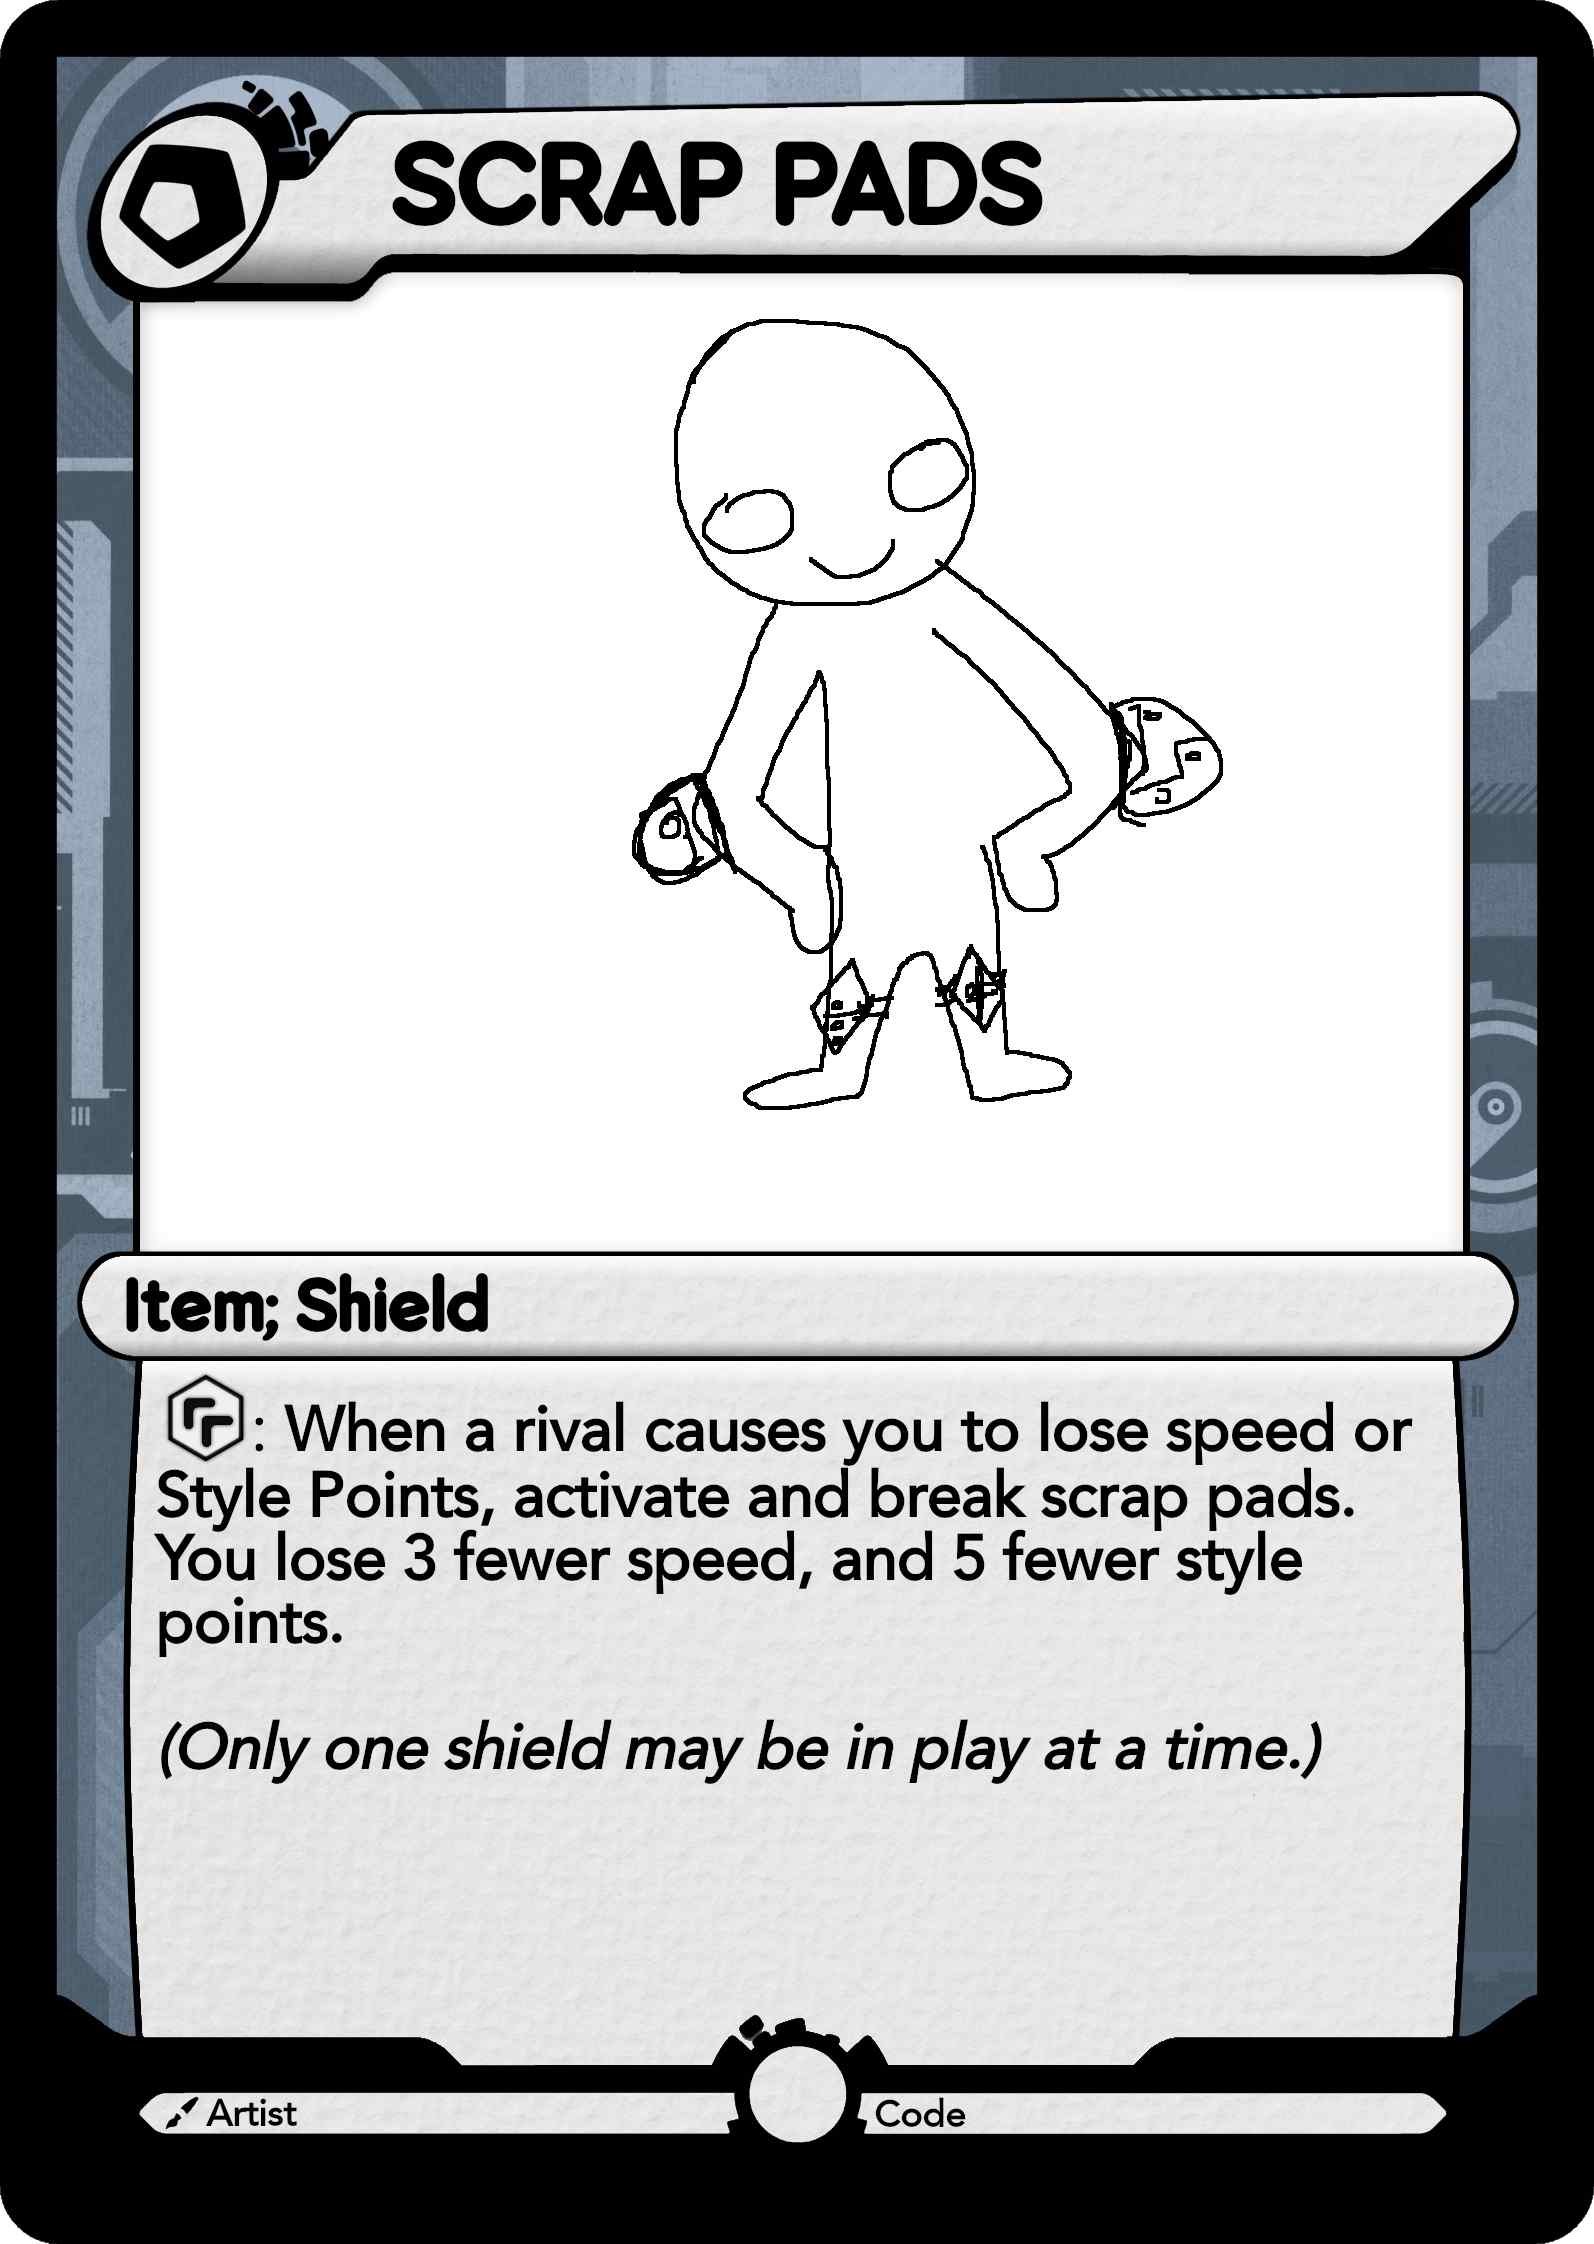 SCRAP PADS
Item; Shield
: When a rival causes you to lose speed or
Style Points, activate and break scrap pads.
You lose 3 fewer speed, and 5 fewer style
points.
(Only one shield may be in play at a time.)
Artist
Code